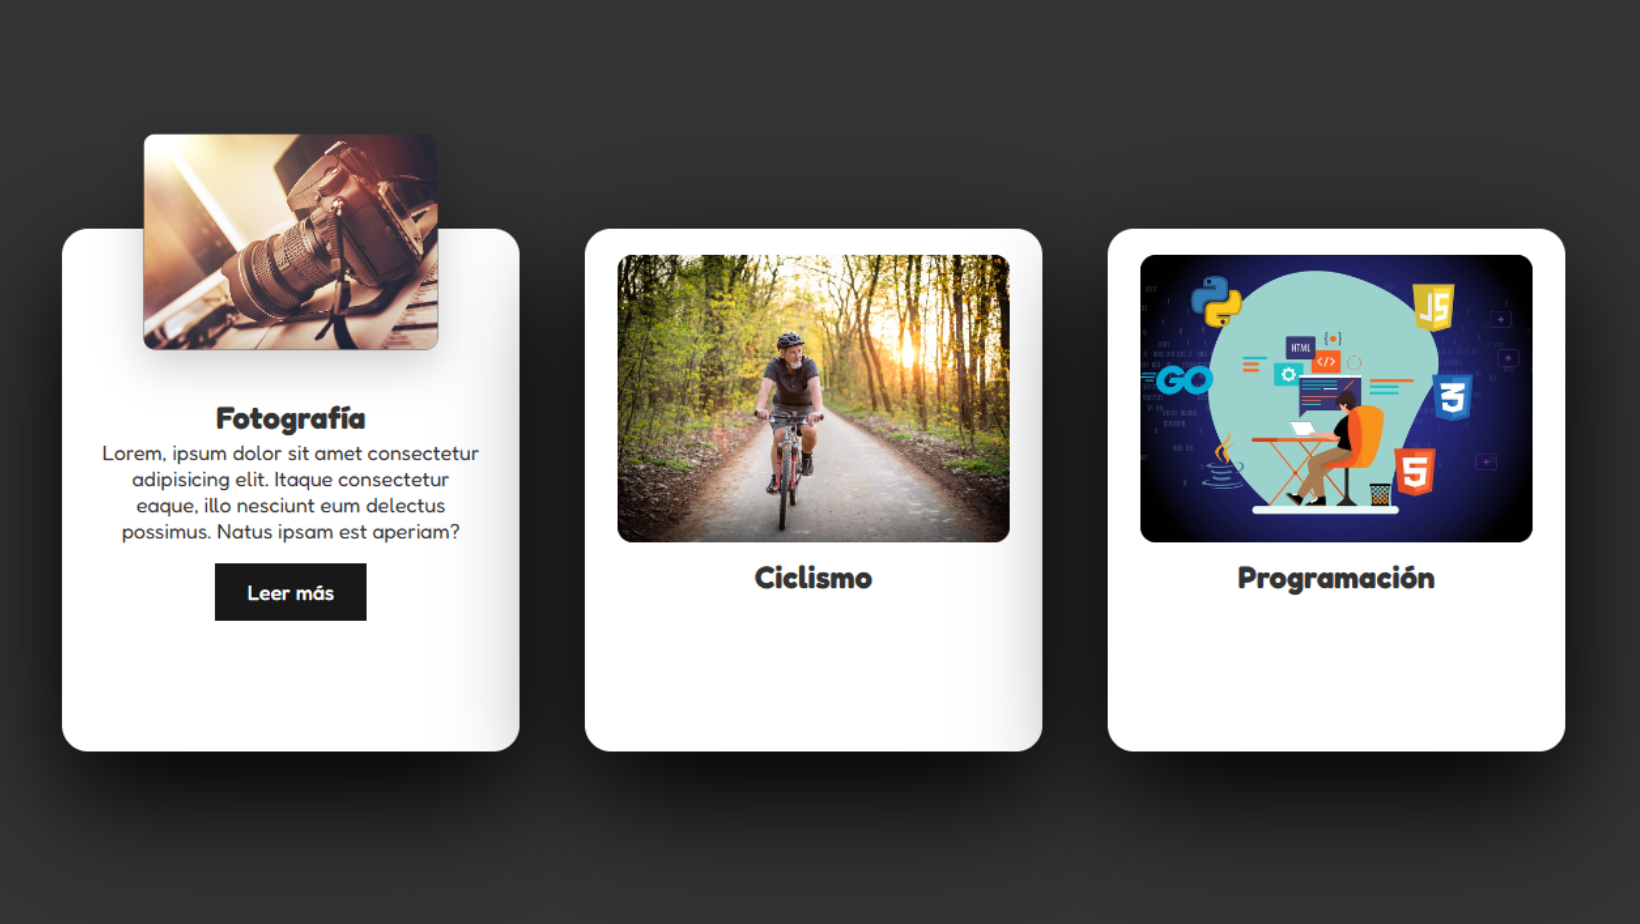 Fotografía
Lorem, ipsum dolor sit amet consectetur
adipisicing elit. Itaque consectetur
eaque, illo nesciunt eum delectus
possimus. Natus ipsam est aperiam?
Leer más
Ciclismo
JS
HTML
</>
GO
3
5
Programación